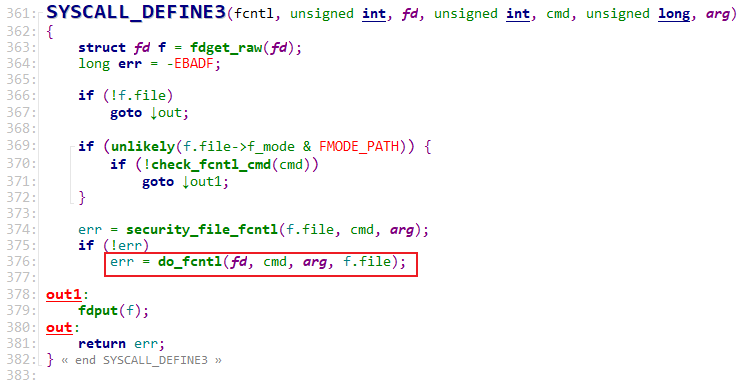 361: SYSCALL_DEFINE3(fcntl, unsigned int, fd, unsigned int, cmd, unsigned long, arg)
362: {
363:     struct fd f = fdget_raw(fd);
364:     long err = -EBADF;
365:
366:     if (!f.file)
367:         goto ↓out;
368:
369:     if (unlikely(f.file->f_mode & FMODE_PATH)) {
370:         if (!check_fcntl_cmd(cmd))
371:             goto ↓out1;
372:     }
373:
374:     err = security_file_fcntl(f.file, cmd, arg);
375:     if (!err)
376:         err = do_fcntl(fd, cmd, arg, f.file);
377:
378: out1:
379:     fdput(f);
380: out:
381:     return err;
382: } « end SYSCALL_DEFINE3 »
383: